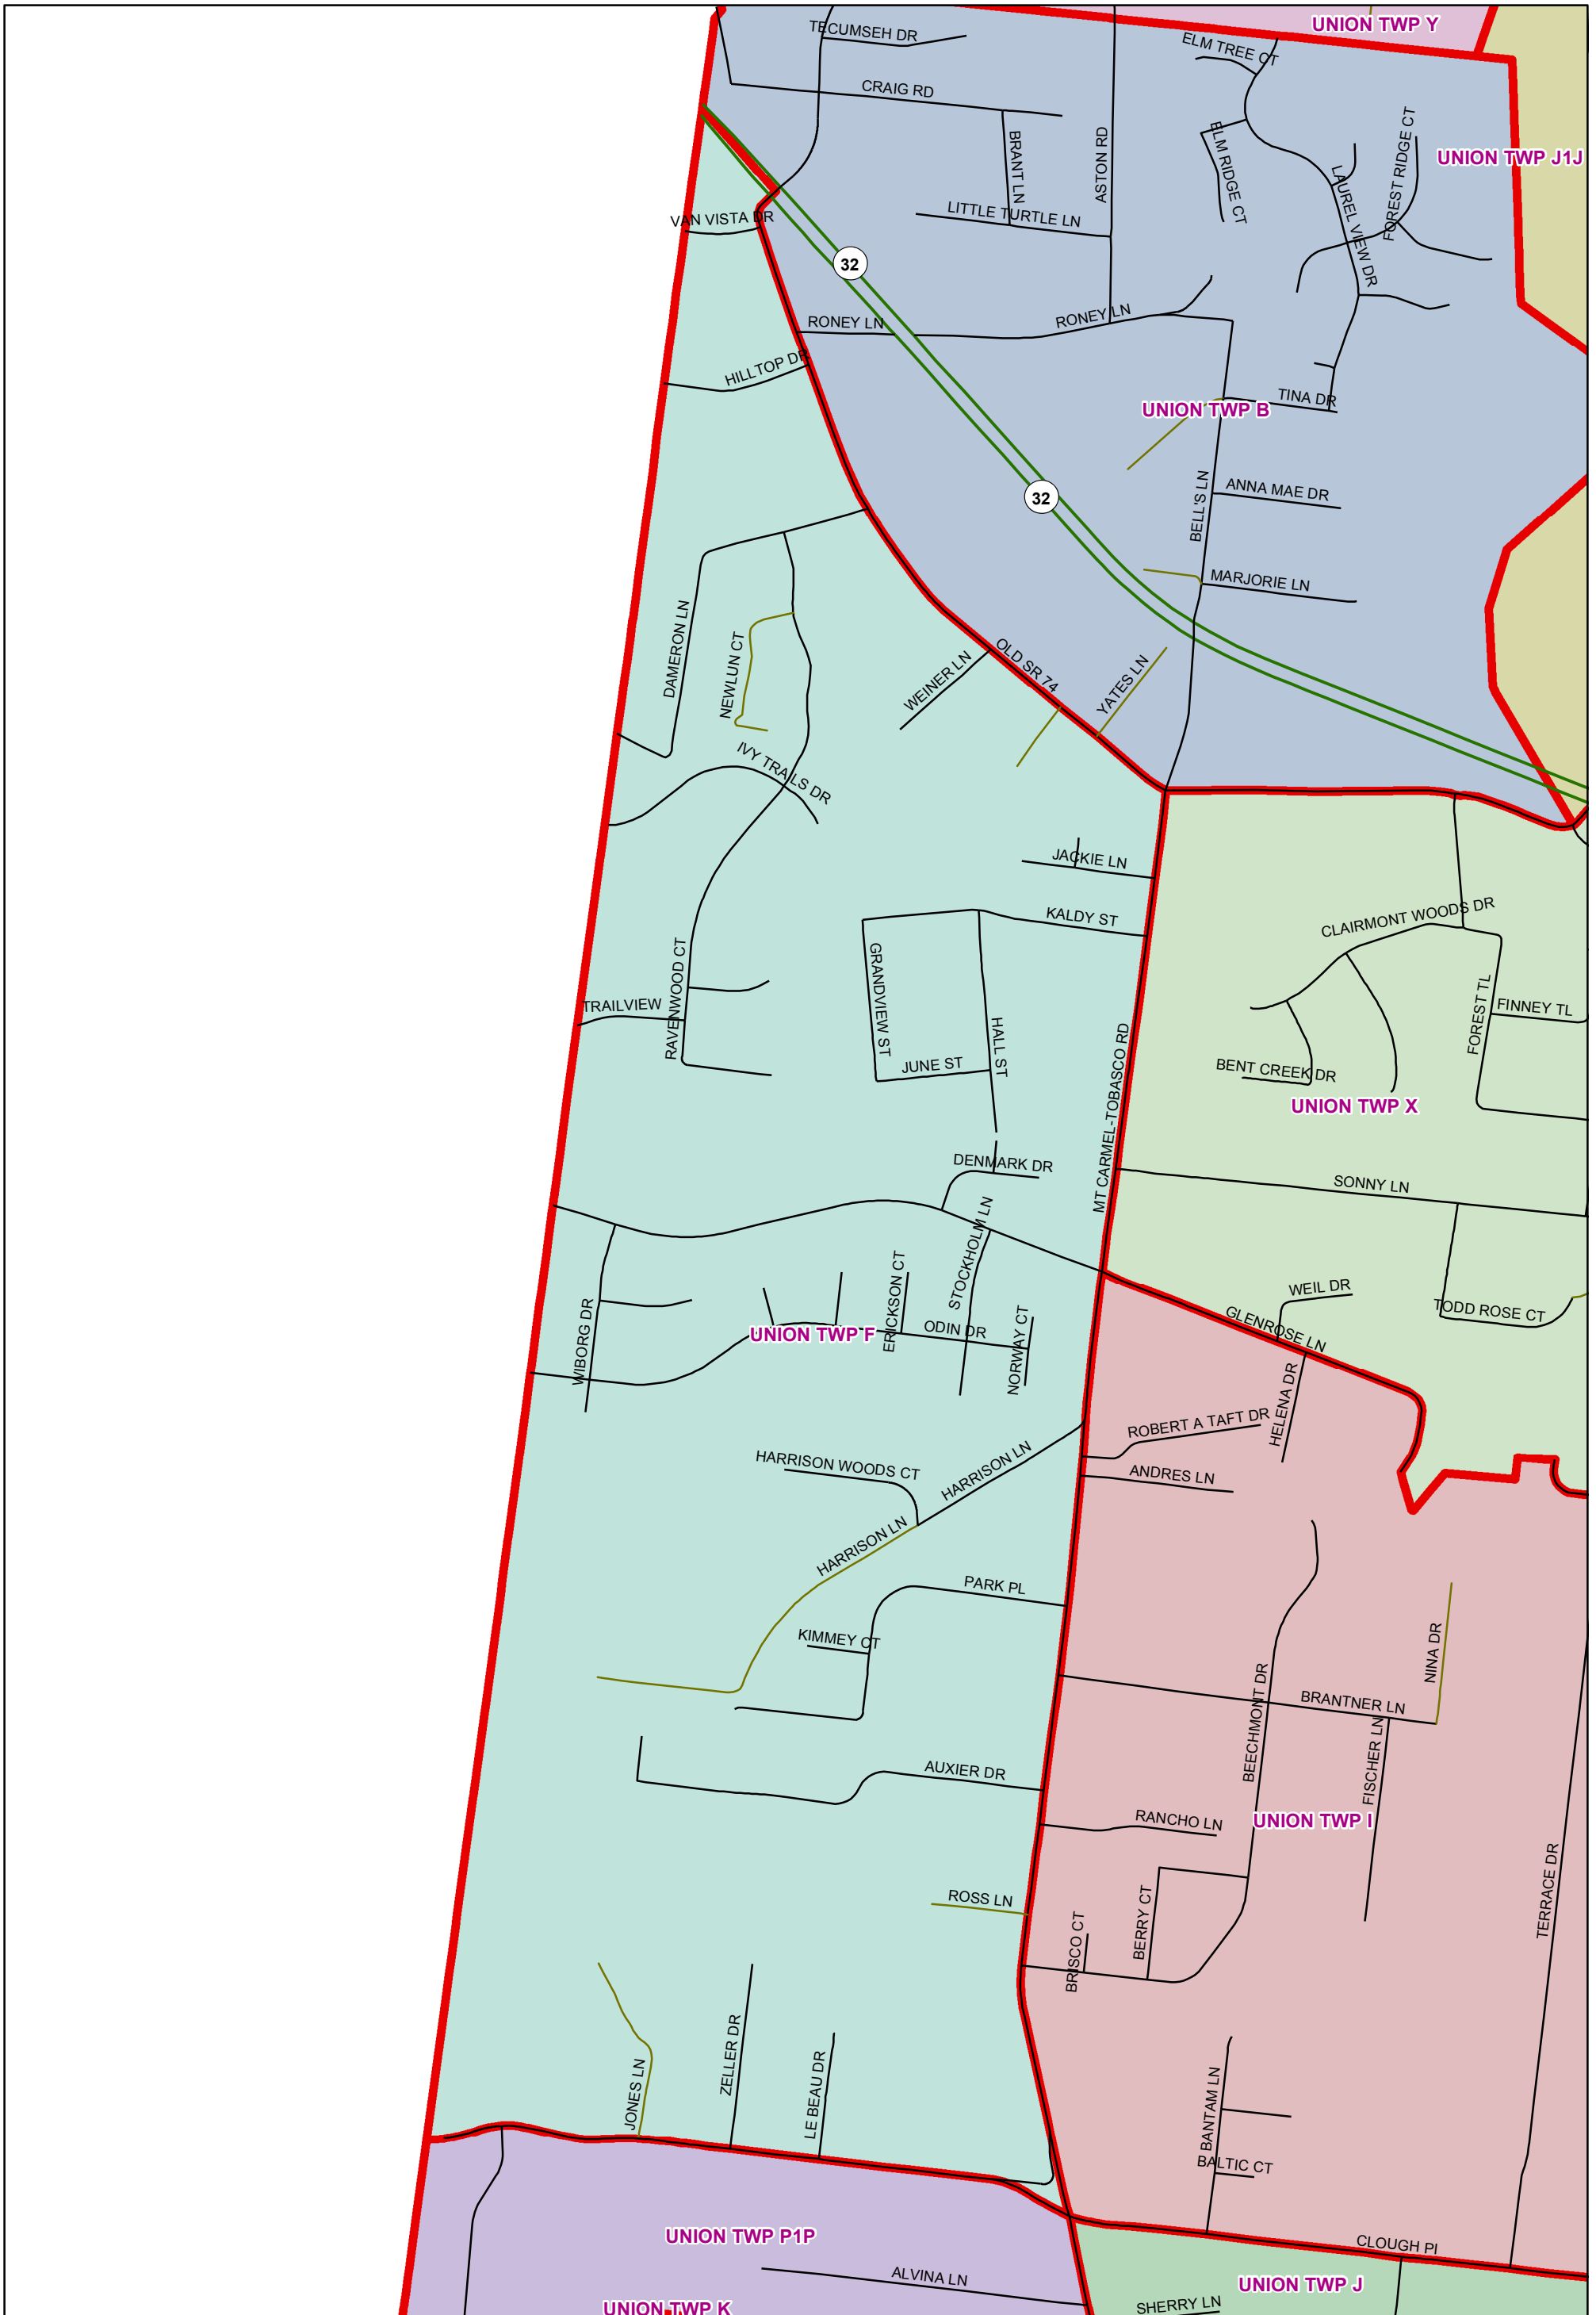 UNION TWP Y
TECUMSEH DR
ELM TREE CT
CRAIG RD
BRANT LN
ASTON RD
ELM RIDGE CT
FOREST RIDGE CT
UNION TWP J1J
LAUREL VIEW DR
VAN VISTA DR
LITTLE TURTLE LN
32
RONEY LN
RONEY LN
HILLTOP DR
TINA DR
UNION TWP B
32
BELL'S LN
ANNA MAE DR
MARJORIE LN
DAMERON LN
NEWLUN CT
WEINER LN
OLD SR 74
YATES LN
IVY TRAILS DR
JACKIE LN
KALDY ST
CLAIRMONT WOODS DR
GRANDVIEW ST
RAVENWOOD CT
TRAILVIEW
HALL ST
JUNE ST
MT CARMEL-TOBASCO RD
FOREST TL
FINNEY TL
BENT CREEK DR
UNION TWP X
DENMARK DR
SONNY LN
STOCKHOLM LN
ERICKSON CT
WIBORG DR
UNION TWP F
ODIN DR
NORWAY CT
WEIL DR
GLENROSE LN
TODD ROSE CT
HELENA DR
ROBERT A TAFT DR
ANDRES LN
HARRISON WOODS CT
HARRISON LN
HARRISON LN
PARK PL
KIMMEY CT
NINA DR
BRANTNER LN
BEECHMONT DR
FISCHER LN
AUXIER DR
RANCHO LN
UNION TWP I
TERRACE DR
ROSS LN
BRISCO CT
BERRY CT
JONES LN
ZELLER DR
LE BEAU DR
BANTAM LN
BALTIC CT
UNION TWP P1P
CLOUGH PI
ALVINA LN
UNION TWP J
SHERRY LN
UNION TWP K